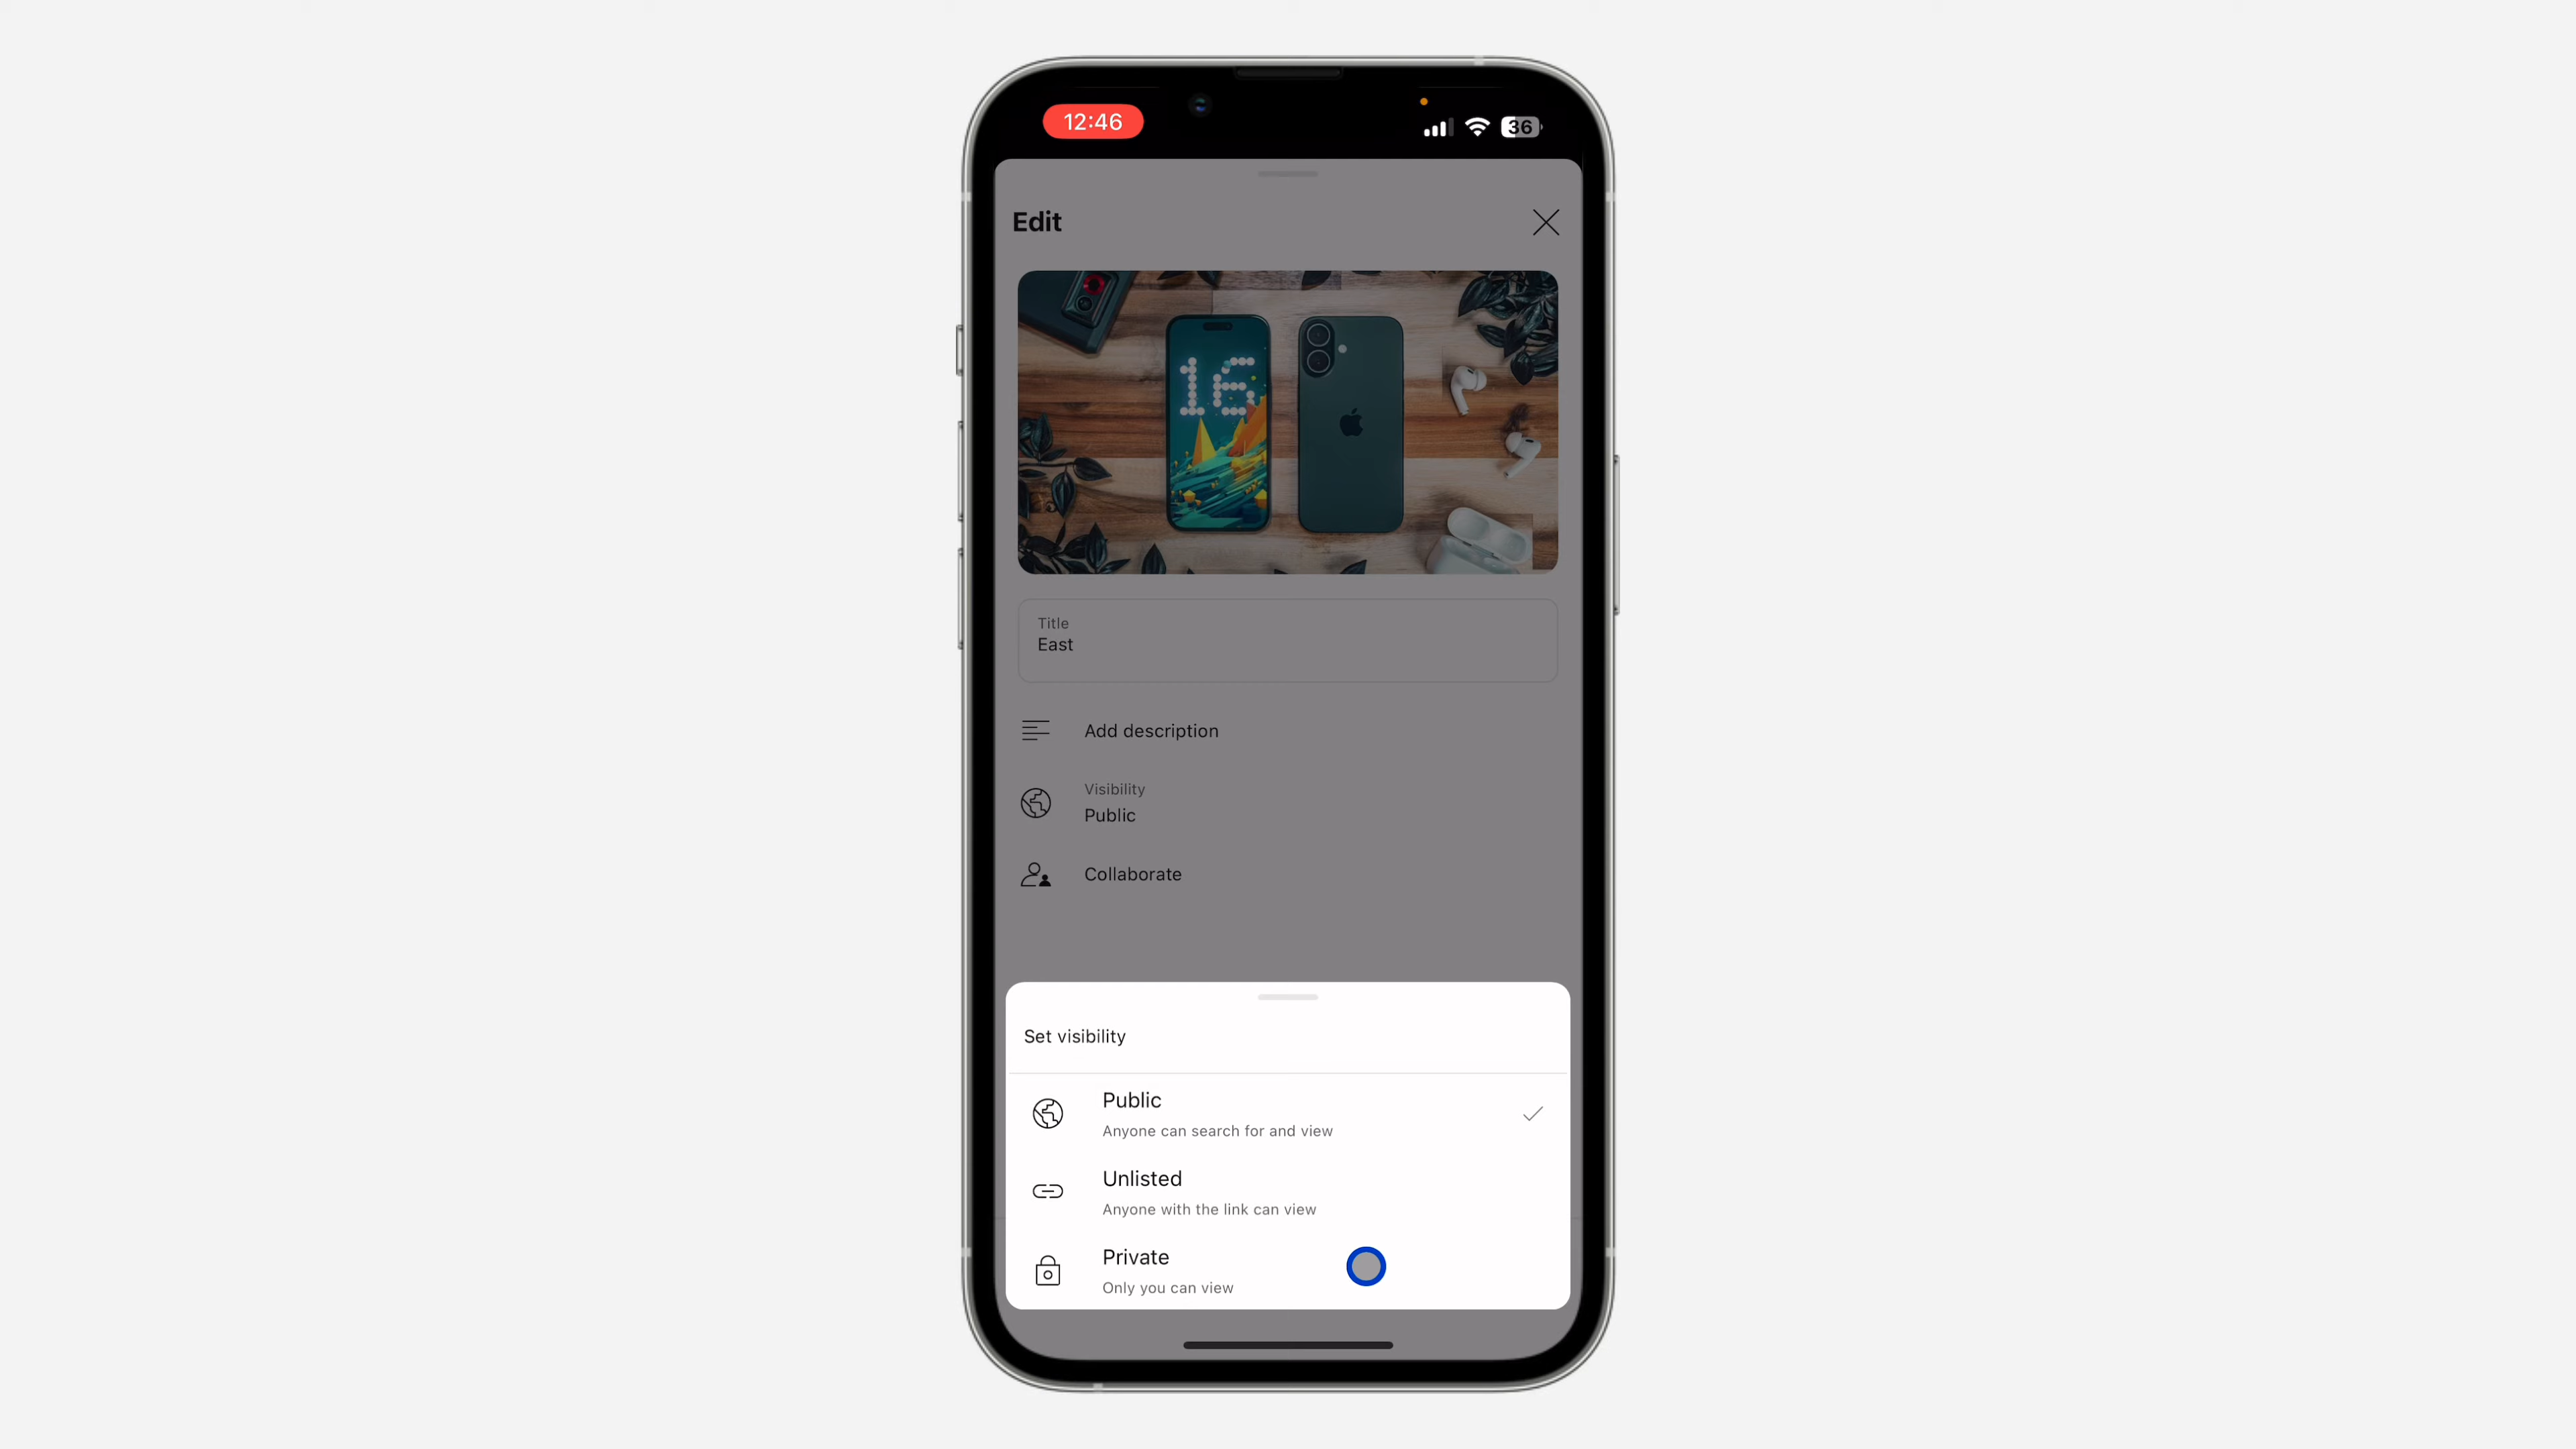 12:46
36
Edit
16
Title
East
Add description
Visibility
Public
Collaborate
Set visibility
Public
Anyone can search for and view
Unlisted
Anyone with the link can view
Private
Only you can view